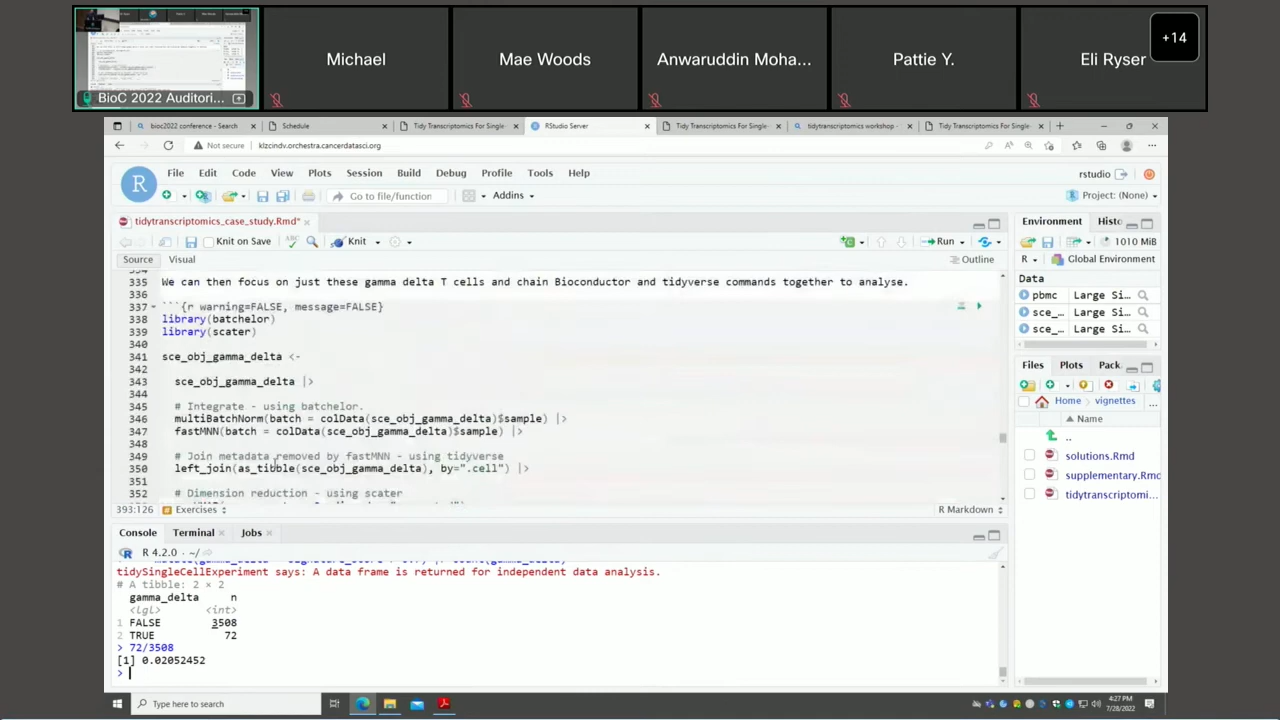 +14
Michael
Mae Woods
Anwaruddin Moha...
Pattie Y.
Eli Ryser
BioC 2022 Auditori...
bioc2022 conference - Search
Schedule
Tidy Transcriptomics For Single-
RStudio Server
Tidy Transcriptomics For Single-
tidytranscriptomics workshop -
Tidy Transcriptomics For Single-
Not secure
klzcindv.orchestra.cancerdatasci.org
File Edit Code View Plots Session Build Debug Profile Tools Help
rstudio
Go to file/function
Addins
Project: (None)
tidytranscriptomics_case_study.Rmd*
Knit on Save
Knit
Run
Source Visual
Outline
334
335 We can then focus on just these gamma delta T cells and chain Bioconductor and tidyverse commands together to analyse.
336
337 ```{r warning=FALSE, message=FALSE}
338 library(batchelor)
339 library(scater)
340
341 sce_obj_gamma_delta <-
342
343 sce_obj_gamma_delta |>
344
345 # Integrate - using batchelor.
346 multiBatchNorm(batch = colData(sce_obj_gamma_delta)$sample) |>
347 fastMNN(batch = colData(sce_obj_gamma_delta)$sample) |>
348
349 # Join metadata removed by fastMNN - using tidyverse
350 left_join(as_tibble(sce_obj_gamma_delta), by=".cell") |>
351
352 # Dimension reduction - using scater
393:126 Exercises
R Markdown
Console Terminal Jobs
R 4.2.0 · ~/
tidySingleCellExperiment says: A data frame is returned for independent data analysis.
# A tibble: 2 × 2
gamma_delta n
<lgl> <int>
1 FALSE 3508
2 TRUE 72
> 72/3508
[1] 0.02052452
>
Environment Histo
1010 MiB
R Global Environment
Data
pbmc Large Si...
sce_... Large Si...
sce_... Large Si...
Files Plots Pack
Home vignettes ...
Name
..
solutions.Rmd
supplementary.Rmd
tidytranscriptomi...
Type here to search
4:27 PM
7/28/2022